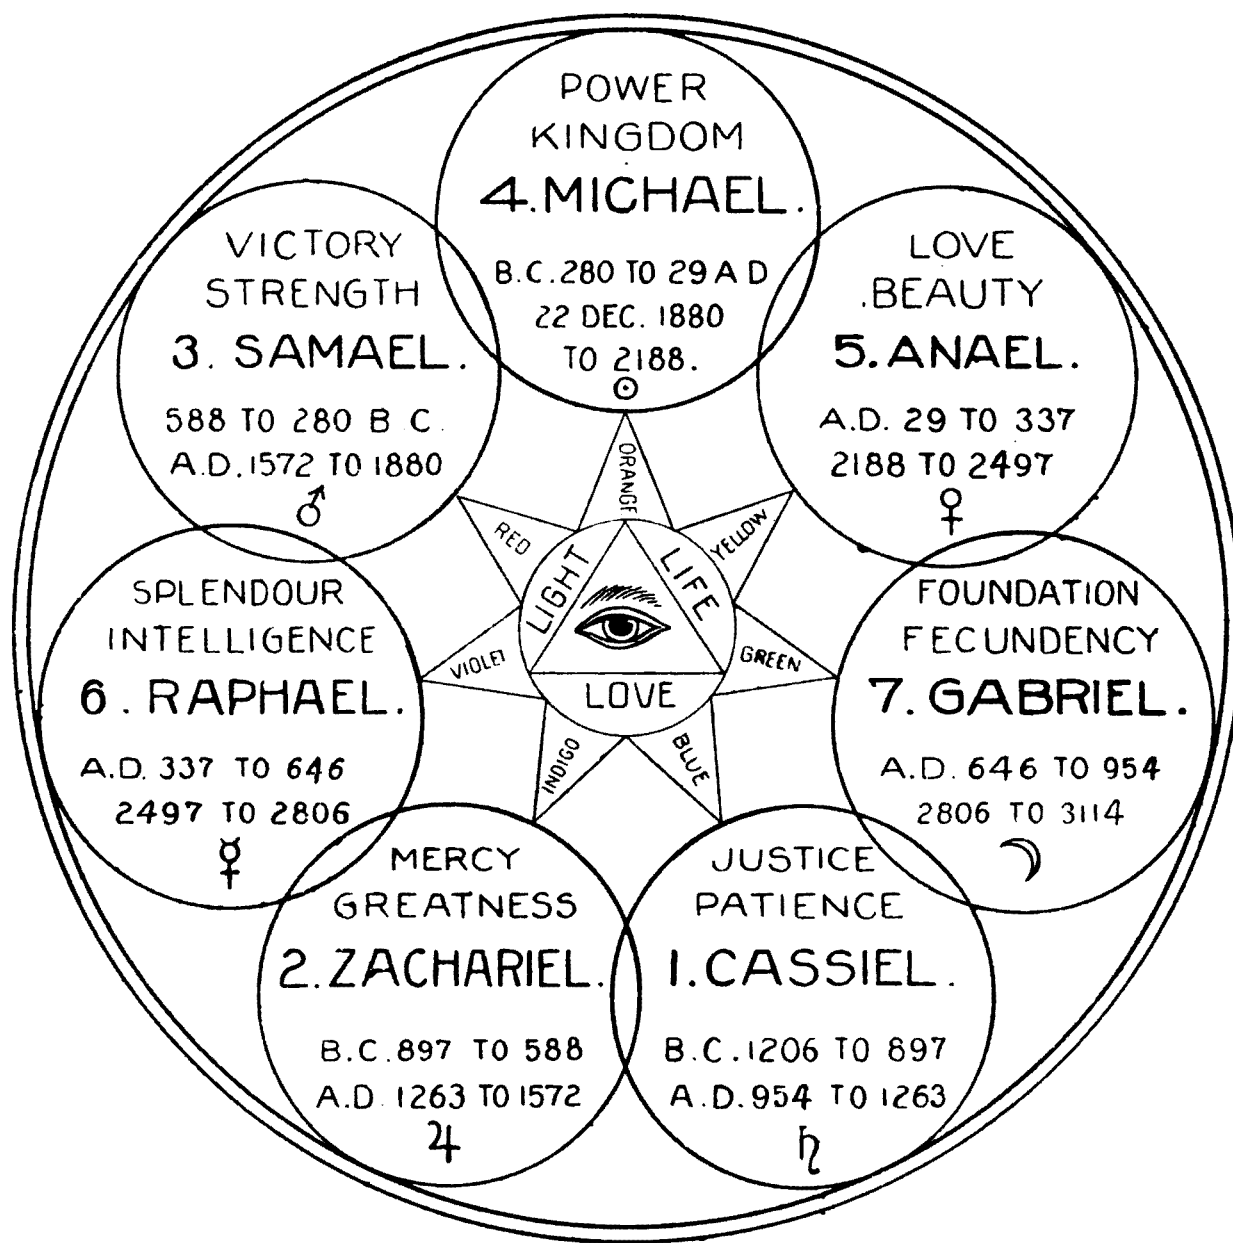 POWER
KINGDOM
4. MICHAEL.
B.C. 280 TO 29 A D
22 DEC. 1880
TO 2188.
☉
VICTORY
STRENGTH
3. SAMAEL.
588 TO 280 B C.
A.D. 1572 TO 1880
♂
LOVE
.BEAUTY
5. ANAEL.
A.D. 29 TO 337
2188 TO 2497
♀
SPLENDOUR
INTELLIGENCE
6. RAPHAEL.
A.D. 337 TO 646
2497 TO 2806
☿
FOUNDATION
FECUNDENCY
7. GABRIEL.
A.D. 646 TO 954
2806 TO 3114
☽
MERCY
GREATNESS
2. ZACHARIEL.
B.C. 897 TO 588
A.D. 1263 TO 1572
♃
JUSTICE
PATIENCE
1. CASSIEL.
B.C. 1206 TO 897
A.D. 954 TO 1263
♄
ORANGE
YELLOW
GREEN
BLUE
INDIGO
VIOLET
RED
LIGHT
LIFE
LOVE